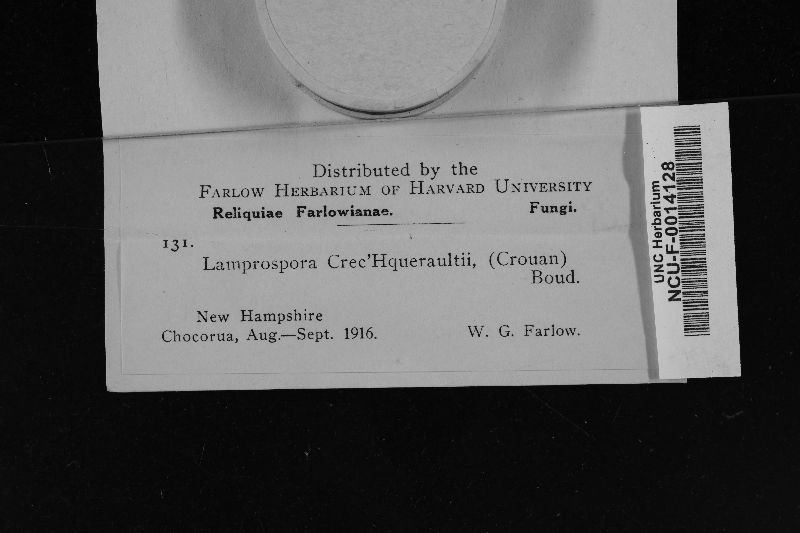 Distributed by the
FARLOW HERBARIUM OF HARVARD UNIVERSITY
Reliquiae Farlowianae. Fungi.
131.
Lamprospora Crec'Hqueraultii, (Crouan)
Boud.
New Hampshire
Chocorua, Aug.—Sept. 1916. W. G. Farlow.
UNC Herbarium
NCU-F-0014128